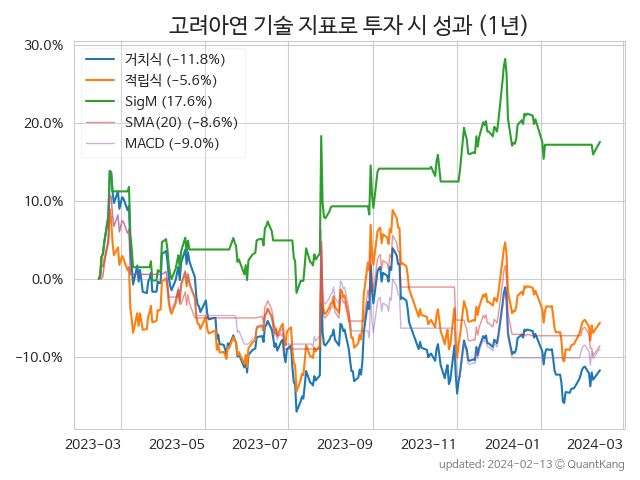 고려아연 기술 지표로 투자 시 성과 (1년)
30.0%
20.0%
10.0%
0.0%
−10.0%
거치식 (−11.8%)
적립식 (−5.6%)
SigM (17.6%)
SMA(20) (−8.6%)
MACD (−9.0%)
2023-03 2023-05 2023-07 2023-09 2023-11 2024-01 2024-03
updated: 2024-02-13 © QuantKang